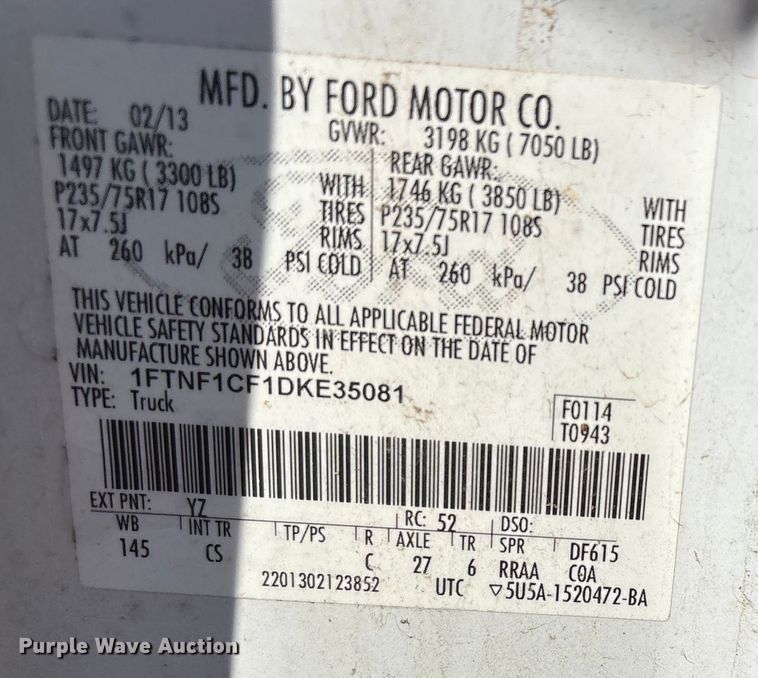 MFD. BY FORD MOTOR CO.
DATE: 02/13 GVWR: 3198 KG ( 7050 LB)
FRONT GAWR: REAR GAWR:
1497 KG ( 3300 LB) WITH 1746 KG ( 3850 LB) WITH
P235/75R17 108S TIRES P235/75R17 108S TIRES
17x7.5J RIMS 17x7.5J RIMS
AT 260 kPa/ 38 PSI COLD AT 260 kPa/ 38 PSI COLD
THIS VEHICLE CONFORMS TO ALL APPLICABLE FEDERAL MOTOR
VEHICLE SAFETY STANDARDS IN EFFECT ON THE DATE OF
MANUFACTURE SHOWN ABOVE.
VIN: 1FTNF1CF1DKE35081
TYPE: Truck
F0114
T0943
EXT PNT: YZ RC: 52 DSO:
WB INT TR TP/PS R AXLE TR SPR DF615
145 CS C 27 6 RRAA C0A
2201302123852 UTC ▽5U5A-1520472-BA
Purple Wave Auction